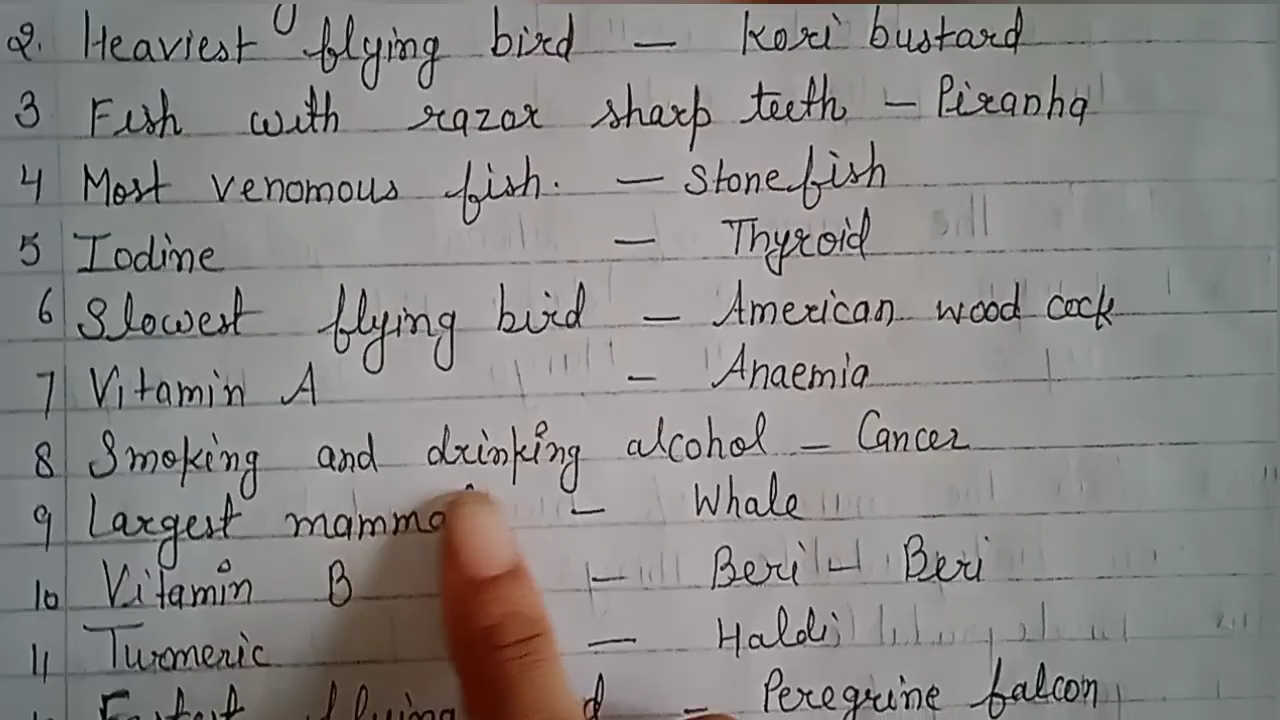 2. Heaviest flying bird — Kori bustard
3 Fish with razor sharp teeth — Piranha
4 Most venomous fish. — Stonefish
5 Iodine — Thyroid
6 Slowest flying bird — American wood cock
7 Vitamin A — Anaemia
8 Smoking and drinking alcohol — Cancer
9 Largest mamma — Whale
10 Vitamin B — Beri - Beri
11 Turmeric — Haldi
Fastest flying — Peregrine falcon